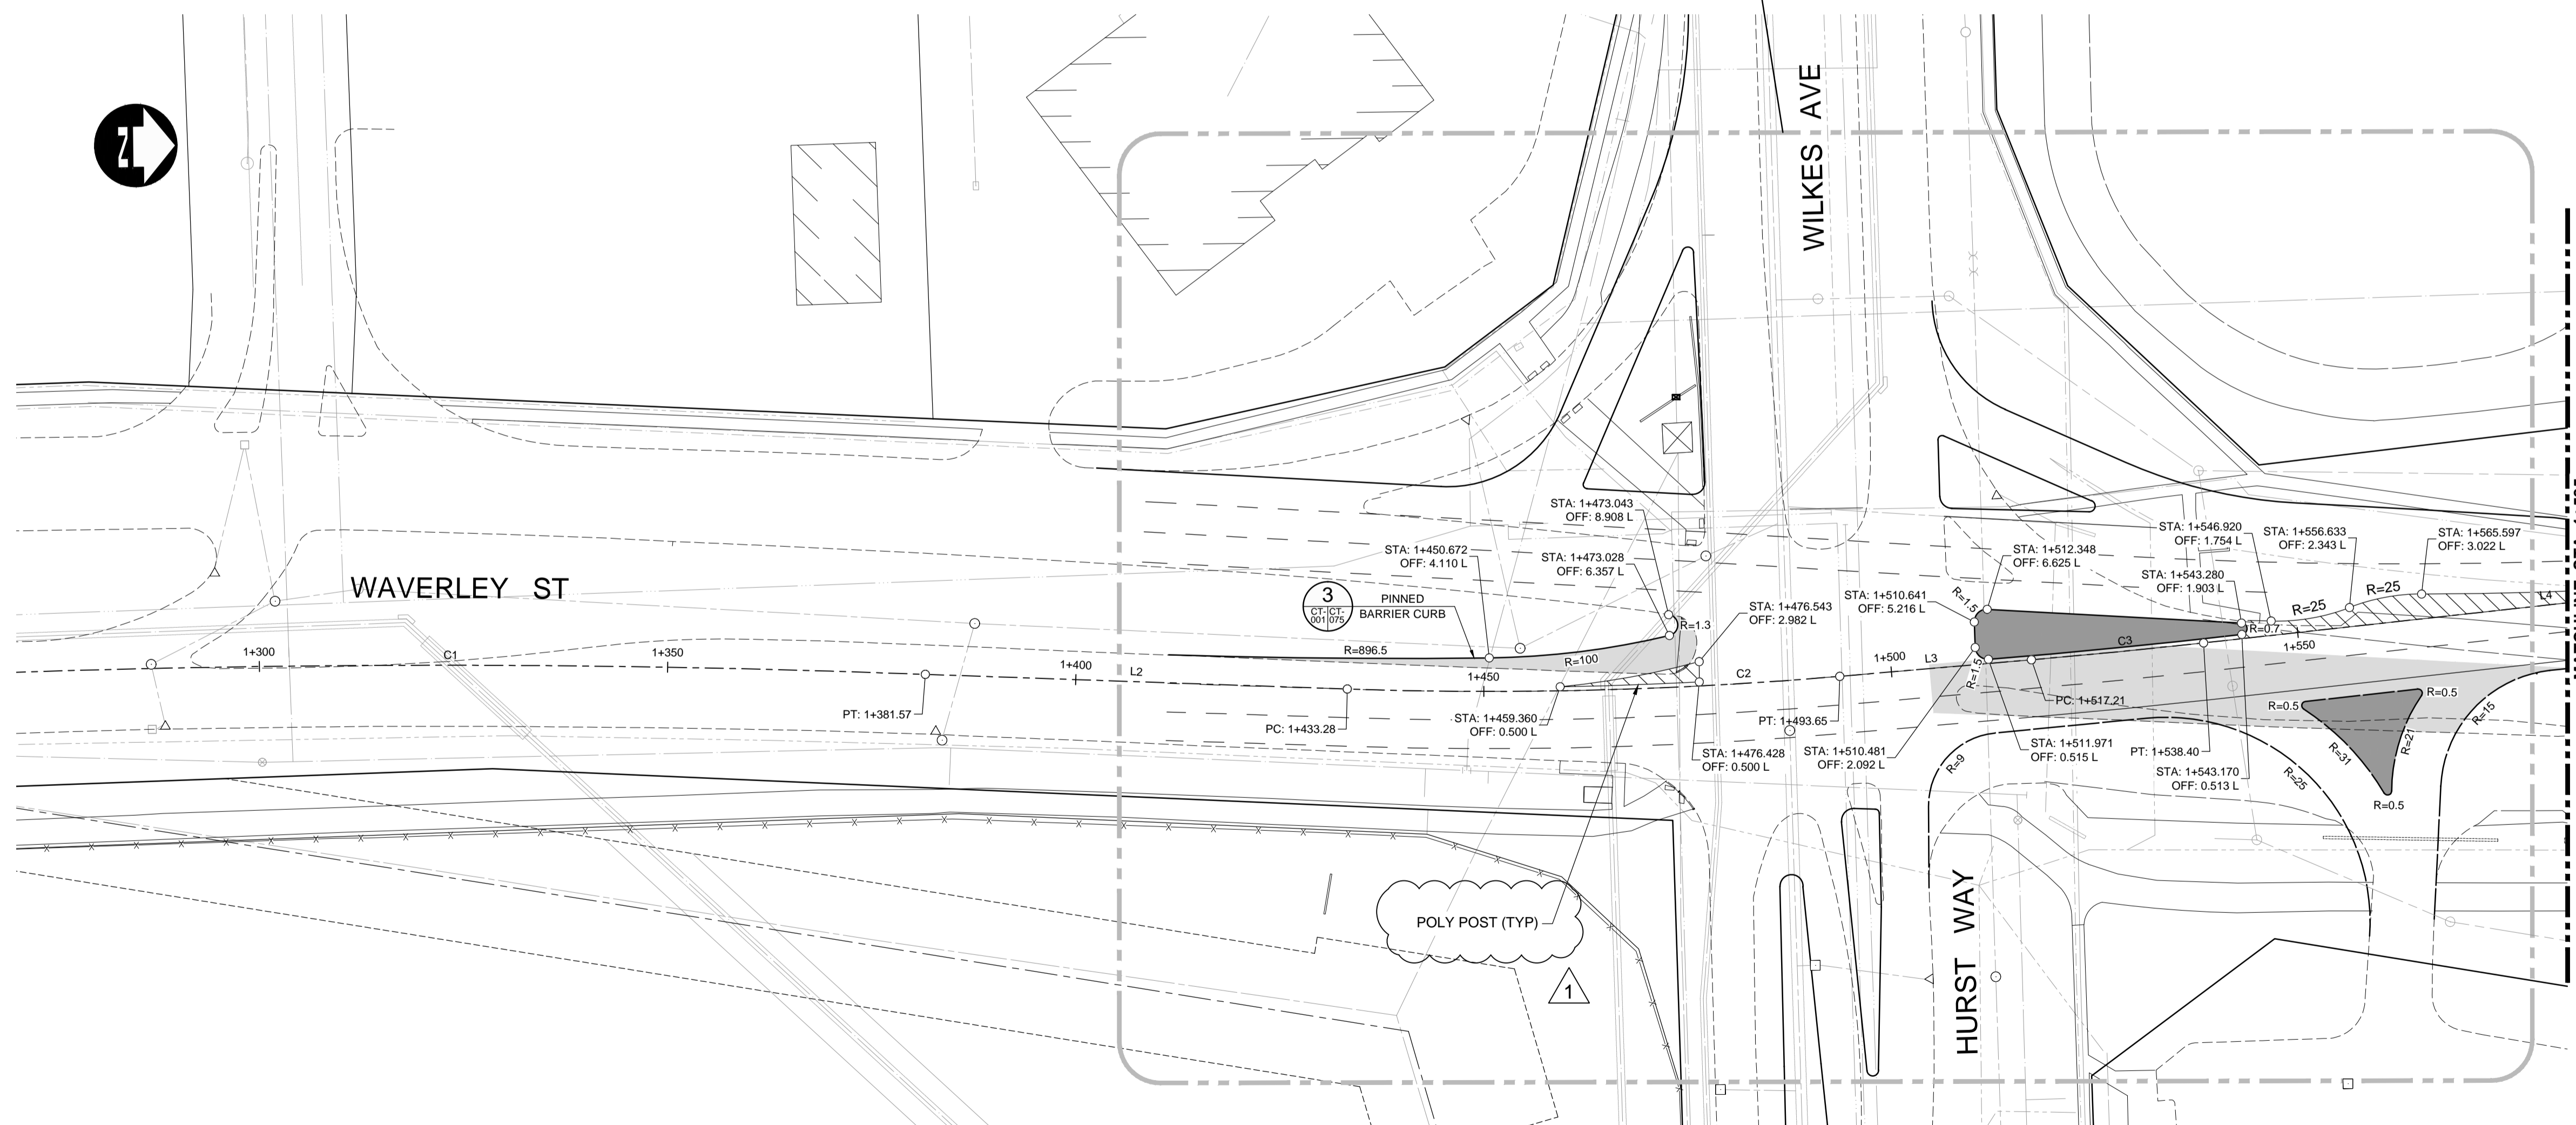 N
WILKES AVE
WAVERLEY ST
1+300
C1
1+350
PT: 1+381.57
1+400
L2
PC: 1+433.28
3
CT-
001
CT-
075
PINNED
BARRIER CURB
R=896.5
STA: 1+450.672
OFF: 4.110 L
STA: 1+473.043
OFF: 8.908 L
STA: 1+473.028
OFF: 6.357 L
R=1.3
R=100
1+450
STA: 1+459.360
OFF: 0.500 L
STA: 1+476.543
OFF: 2.982 L
C2
STA: 1+476.428
OFF: 0.500 L
PT: 1+493.65
1+500
L3
STA: 1+510.641
OFF: 5.216 L
STA: 1+512.348
OFF: 6.625 L
R=1.5
R=1.5
STA: 1+510.481
OFF: 2.092 L
STA: 1+511.971
OFF: 0.515 L
PC: 1+517.21
C3
PT: 1+538.40
STA: 1+543.170
OFF: 0.513 L
STA: 1+546.920
OFF: 1.754 L
STA: 1+543.280
OFF: 1.903 L
R=0.7
1+550
STA: 1+556.633
OFF: 2.343 L
STA: 1+565.597
OFF: 3.022 L
R=25
R=25
L4
R=0.5
R=0.5
R=31
R=21
R=0.5
R=15
R=9
R=25
POLY POST (TYP)
1
HURST WAY